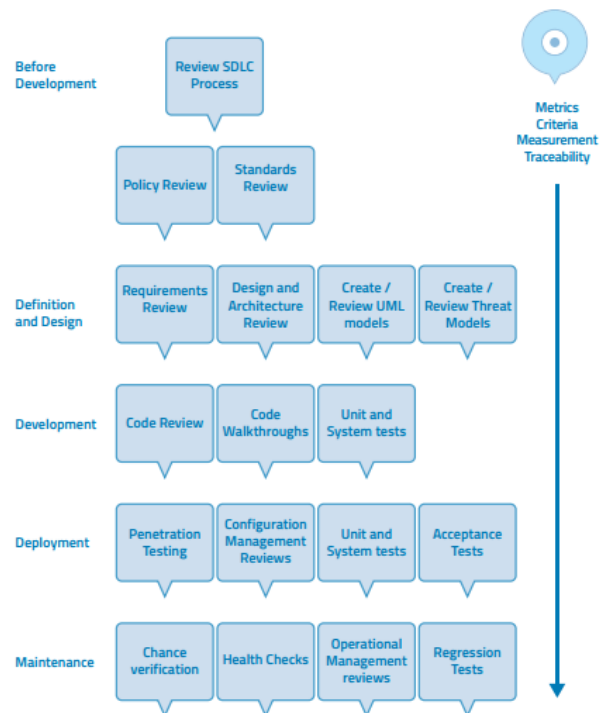 Before
Development
Review SDLC
Process
Metrics
Criteria
Measurement
Traceability
Policy Review
Standards
Review
Definition
and Design
Requirements
Review
Design and
Architecture
Review
Create /
Review UML
models
Create /
Review Threat
Models
Development
Code Review
Code
Walkthroughs
Unit and
System tests
Deployment
Penetration
Testing
Configuration
Management
Reviews
Unit and
System tests
Acceptance
Tests
Maintenance
Chance
verification
Health Checks
Operational
Management
reviews
Regression
Tests